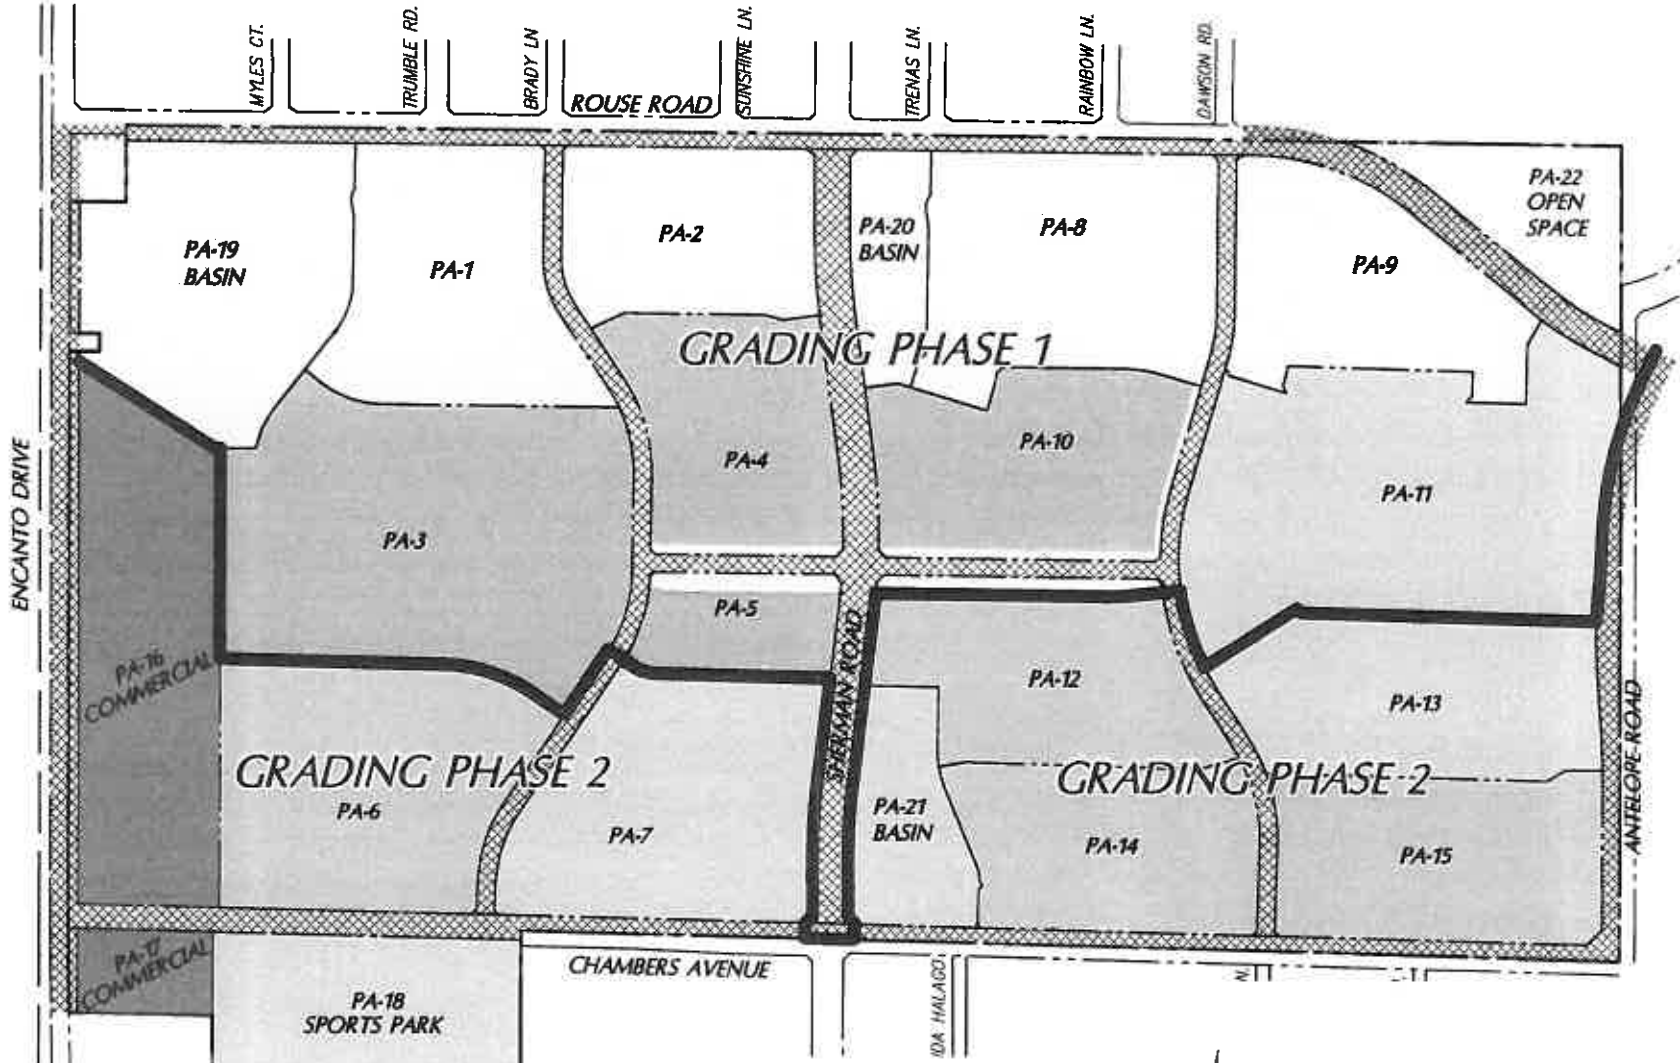 MYLES CT.
TRUMBLE RD.
BRADY LN
ROUSE ROAD
SUNSHINE LN.
TRENAS LN.
RAINBOW LN.
DAWSON RD.
PA-22
OPEN
SPACE
PA-19
BASIN
PA-1
PA-2
PA-20
BASIN
PA-8
PA-9
GRADING PHASE 1
PA-4
PA-10
PA-11
PA-3
ENCANTO DRIVE
PA-5
PA-16
COMMERCIAL
SHERMAN ROAD
PA-12
PA-13
ANTELOPE ROAD
GRADING PHASE 2
GRADING PHASE 2
PA-6
PA-7
PA-21
BASIN
PA-14
PA-15
PA-17
COMMERCIAL
CHAMBERS AVENUE
PA-18
SPORTS PARK
IDA HALAGO
N.